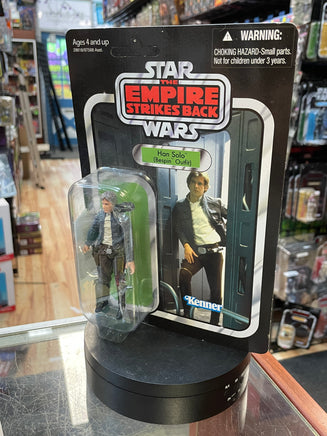 Ages 4 and up
WARNING:
CHOKING HAZARD-Small parts.
Not for children under 3 years.
STAR
THE
EMPIRE
STRIKES BACK
WARS
Han Solo
(Bespin Outfit)
Kenner